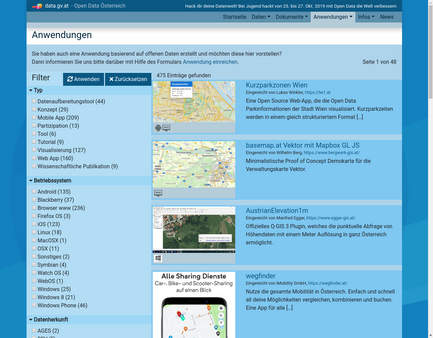 data.gv.at - Open Data Österreich
Hack dir deine Datenwelt! Bei Jugend hackt von 25. bis 27. Okt. 2019 mit Open Data die Welt verbessern
Startseite Daten Dokumente Anwendungen Infos News
Anwendungen
Sie haben auch eine Anwendung basierend auf offenen Daten erstellt und möchten diese hier vorstellen?
Dann informieren Sie uns bitte darüber mit Hilfe des Formulars Anwendung einreichen.
Seite 1 von 48
Filter
Anwenden
Zurücksetzen
475 Einträge gefunden
Typ
Datenaufbereitungstool (44)
Konzept (29)
Mobile App (209)
Partizipation (13)
Tool (6)
Tutorial (9)
Visualisierung (127)
Web App (160)
Wissenschaftliche Publikation (9)
Betriebssystem
Android (135)
Blackberry (37)
Browser www (236)
Firefox OS (3)
iOS (123)
Linux (18)
MacOSX (1)
OSX (11)
Sonstiges (2)
Symbian (4)
Watch OS (4)
WebOS (1)
Windows (25)
Windows 8 (21)
Windows Phone (46)
Datenherkunft
AGES (2)
Kurzparkzonen Wien
Eingereicht von Lukas Winkler,
Eine Open Source Web-App, die die Open Data
Parkinformationen der Stadt Wien visualisiert. Kurzparkzeiten
werden in einem gleich strukturierten Format [...]
basemap.at Vektor mit Mapbox GL JS
Eingereicht von Wilhelm Berg, https://www.bergwerk-gis.at/
Minimalistische Proof of Concept Demokarte für die
Verwaltungskarte Vektor.
AustrianElevation1m
Eingereicht von Manfred Egger, https://www.egger-gis.at/
Offizielles Q-GIS 3 Plugin, welches die punktuelle Abfrage von
Höhendaten mit einem Meter Auflösung in ganz Österreich
ermöglicht.
All Sharing Dienste
Car-, Bike- und Scooter-Sharing
auf einen Blick
wegfinder
Eingereicht von iMobility GmbH, https://wegfinder.at/
Nutze die gesamte Mobilität in Österreich. Einfach und schnell
all deine Möglichkeiten vergleichen, kombinieren und buchen.
Eine App für alle [...]